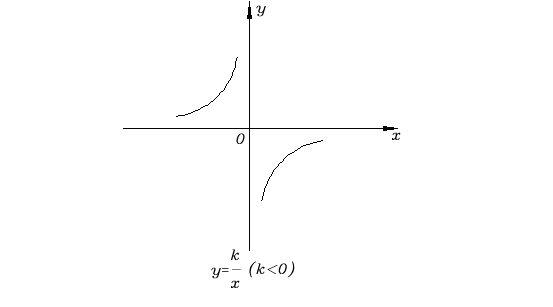 y
x
0
y=k/x (k<0)